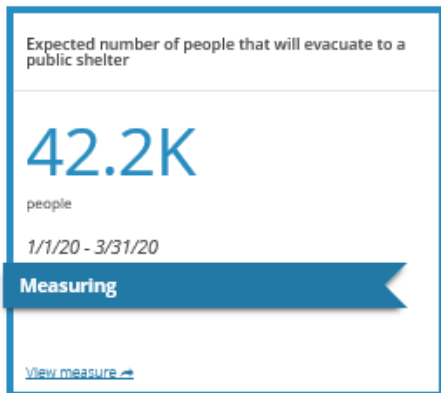 Expected number of people that will evacuate to a
public shelter
42.2K
people
1/1/20 - 3/31/20
Measuring
View measure